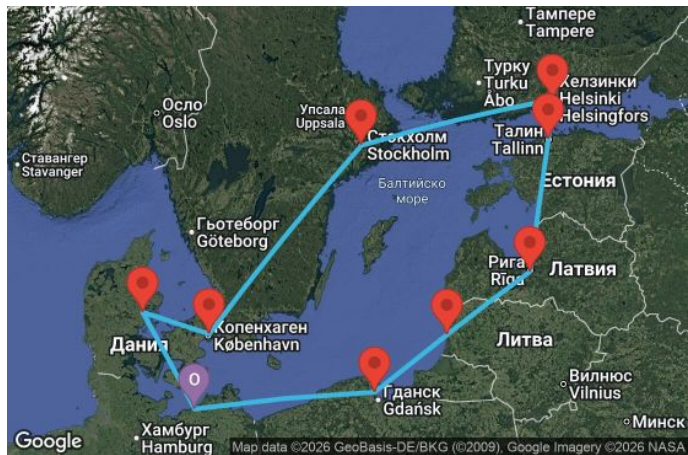 Тампере
Tampere
Турку
Turku
Åbo
Хелзинки
Helsinki
Helsingfors
Осло
Oslo
Упсала
Uppsala
Стокхолм
Stockholm
Талин
Tallinn
Ставангер
Stavanger
Балтийско
море
Естония
Гьотеборг
Göteborg
Рига
Rīga
Латвия
Копенхаген
København
Дания
Литва
O
Гданск
Gdańsk
Вилнюс
Vilnius
Минск
Хамбург
Hamburg
Google
Map data ©2026 GeoBasis-DE/BKG (©2009), Google Imagery ©2026 NASA